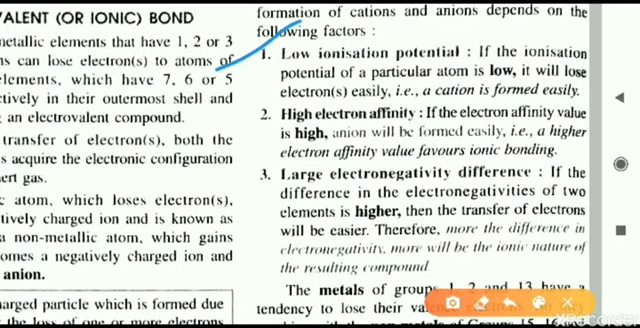 ALENT (OR IONIC) BOND
metallic elements that have 1, 2 or 3
ns can lose electron(s) to atoms of
elements, which have 7, 6 or 5
ctively in their outermost shell and
an electrovalent compound.
transfer of electron(s), both the
s acquire the electronic configuration
ert gas.
c atom, which loses electron(s),
tively charged ion and is known as
a non-metallic atom, which gains
omes a negatively charged ion and
anion.
harged particle which is formed due
the loss of one or more electrons
formation of cations and anions depends on the
following factors :
1. Low ionisation potential : If the ionisation
potential of a particular atom is low, it will lose
electron(s) easily, i.e., a cation is formed easily.
2. High electron affinity : If the electron affinity value
is high, anion will be formed easily, i.e., a higher
electron affinity value favours ionic bonding.
3. Large electronegativity difference : If the
difference in the electronegativities of two
elements is higher, then the transfer of electrons
will be easier. Therefore, more the difference in
electronegativity, more will be the ionic nature of
the resulting compound
The metals of groups 1, 2 and 13 have a
tendency to lose their
XRecorder